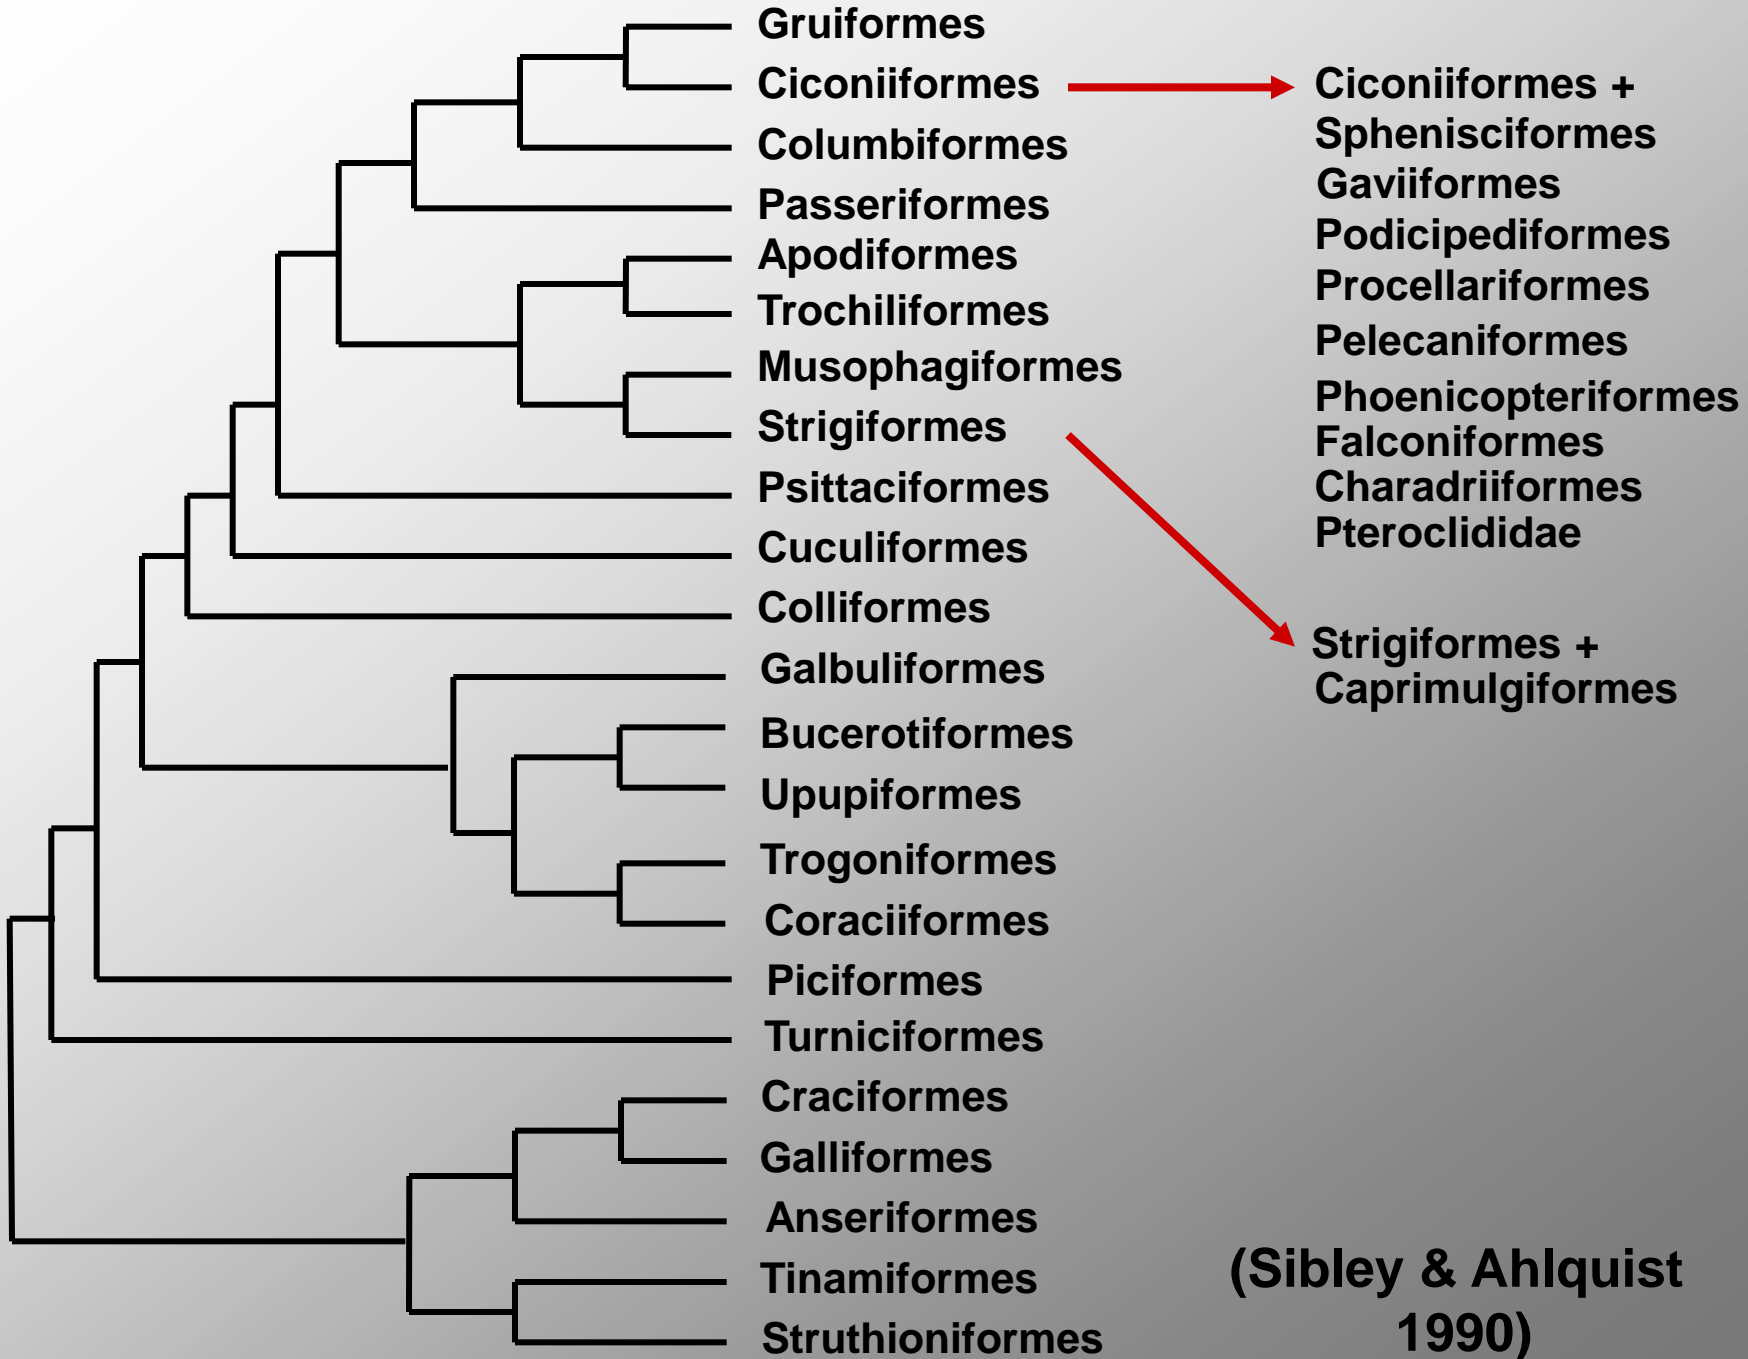 Gruiformes
Ciconiiformes
Columbiformes
Passeriformes
Apodiformes
Trochiliformes
Musophagiformes
Strigiformes
Psittaciformes
Cuculiformes
Colliformes
Galbuliformes
Bucerotiformes
Upupiformes
Trogoniformes
Coraciiformes
Piciformes
Turniciformes
Craciformes
Galliformes
Anseriformes
Tinamiformes
Struthioniformes
Ciconiiformes +
Sphenisciformes
Gaviiformes
Podicipediformes
Procellariformes
Pelecaniformes
Phoenicopteriformes
Falconiformes
Charadriiformes
Pteroclididae
Strigiformes +
Caprimulgiformes
(Sibley & Ahlquist
1990)